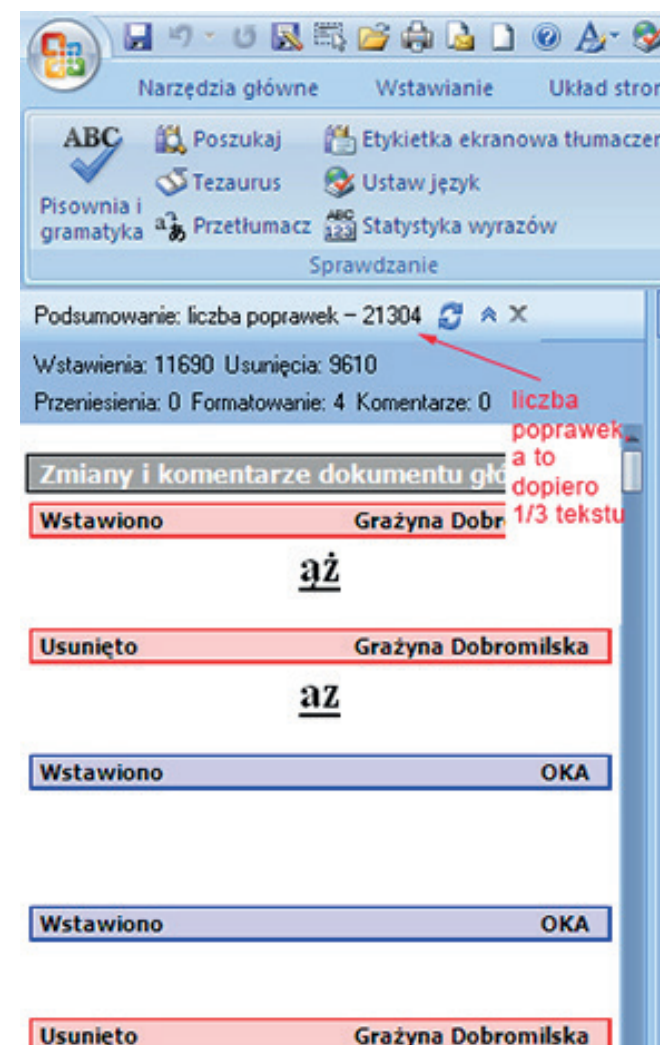 Narzędzia główne Wstawianie Układ stron
ABC Poszukaj Etykietka ekranowa tłumaczen
Tezaurus Ustaw język
Pisownia i gramatyka Przetłumacz ABC 123 Statystyka wyrazów
Sprawdzanie
Podsumowanie: liczba poprawek – 21304
Wstawienia: 11690 Usunięcia: 9610
Przeniesienia: 0 Formatowanie: 4 Komentarze: 0
liczba
poprawek,
a to
dopiero
1/3 tekstu
Zmiany i komentarze dokumentu głó
Wstawiono Grażyna Dobr
ąż
Usunięto Grażyna Dobromilska
az
Wstawiono OKA
Wstawiono OKA
Usunięto Grażyna Dobromilska